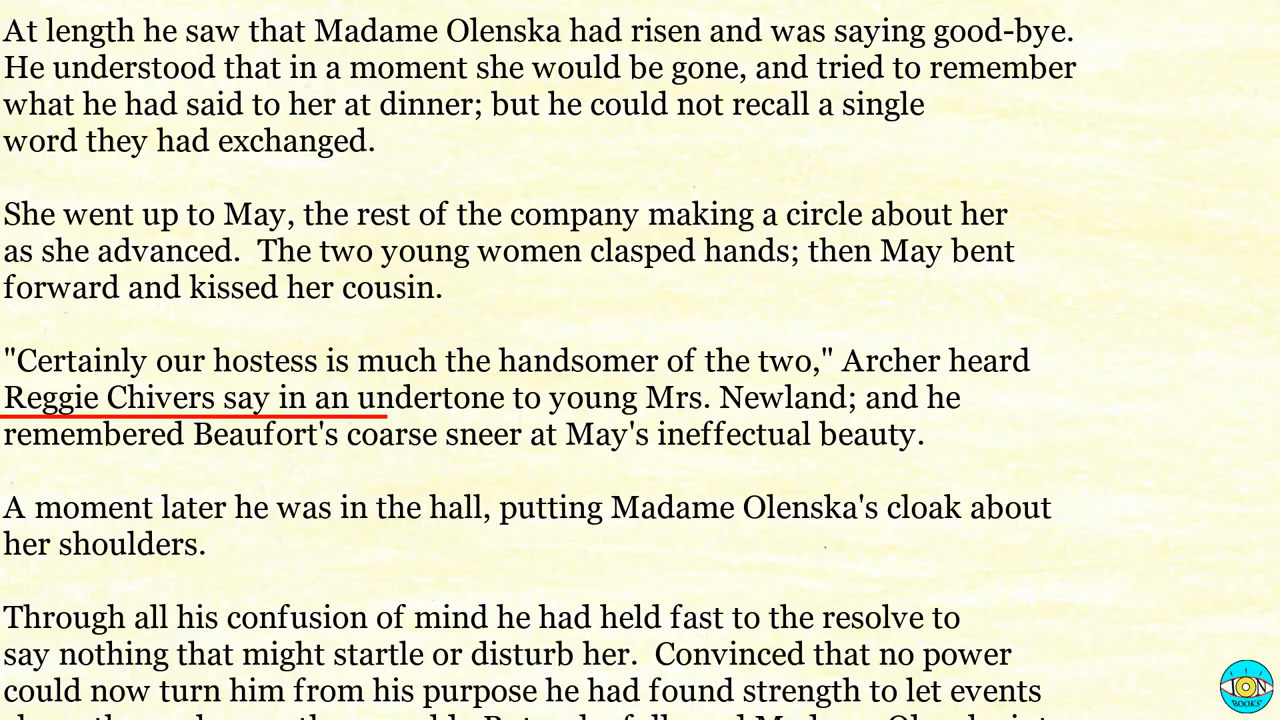 At length he saw that Madame Olenska had risen and was saying good-bye.
He understood that in a moment she would be gone, and tried to remember
what he had said to her at dinner; but he could not recall a single
word they had exchanged.
She went up to May, the rest of the company making a circle about her
as she advanced.  The two young women clasped hands; then May bent
forward and kissed her cousin.
"Certainly our hostess is much the handsomer of the two," Archer heard
Reggie Chivers say in an undertone to young Mrs. Newland; and he
remembered Beaufort's coarse sneer at May's ineffectual beauty.
A moment later he was in the hall, putting Madame Olenska's cloak about
her shoulders.
Through all his confusion of mind he had held fast to the resolve to
say nothing that might startle or disturb her.  Convinced that no power
could now turn him from his purpose he had found strength to let events
ION
BOOKS